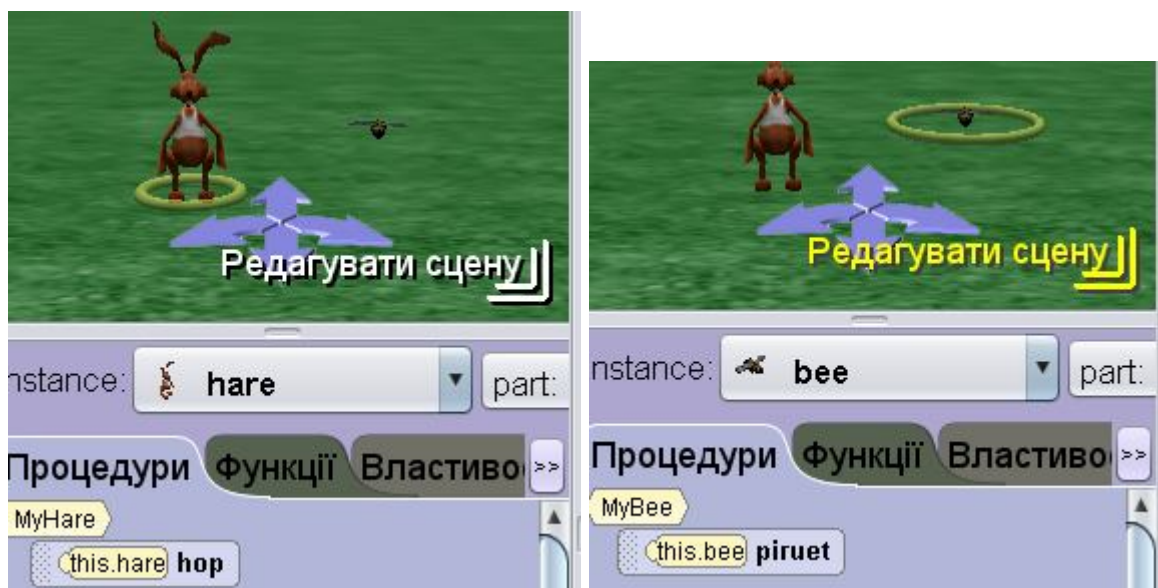 Редагувати сцену
nstance: hare part:
Процедури Функції Властиво >>
MyHare
this.hare hop
Редагувати сцену
nstance: bee part:
Процедури Функції Властиво >>
MyBee
this.bee piruet